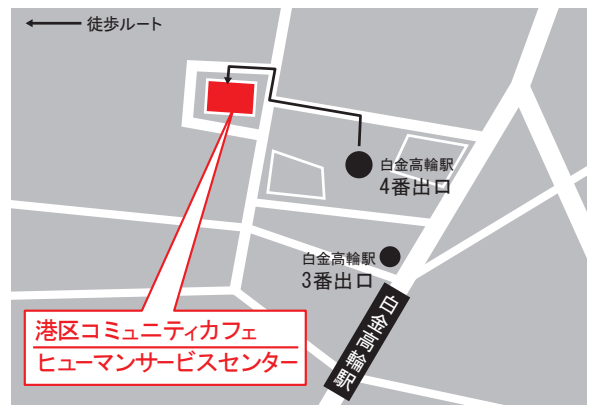 徒歩ルート
白金高輪駅
4番出口
白金高輪駅
3番出口
白金高輪駅
港区コミュニティカフェ
ヒューマンサービスセンター